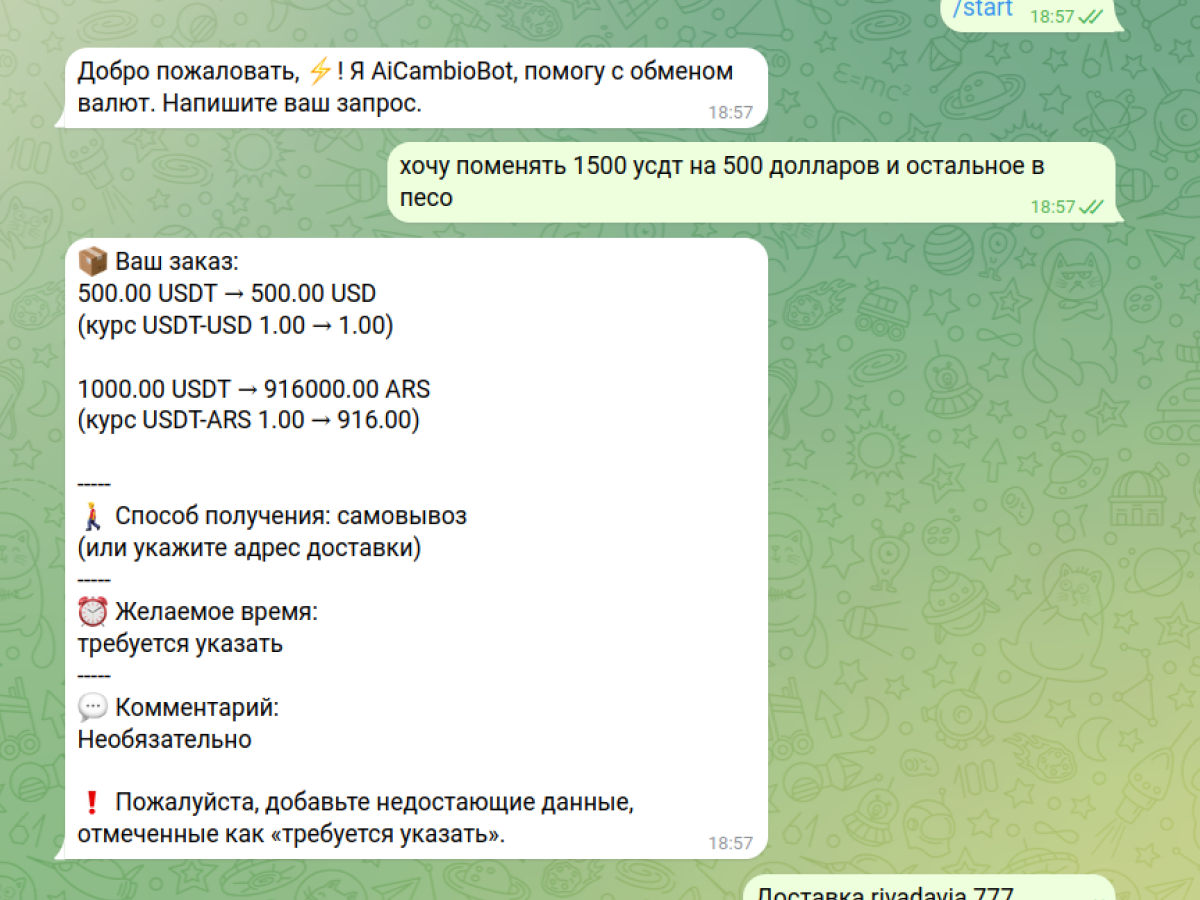 /start
18:57
Добро пожаловать, ⚡! Я AiCambioBot, помогу с обменом
валют. Напишите ваш запрос.
18:57
хочу поменять 1500 усдт на 500 долларов и остальное в
песо
18:57
📦 Ваш заказ:
500.00 USDT → 500.00 USD
(курс USDT-USD 1.00 → 1.00)
1000.00 USDT → 916000.00 ARS
(курс USDT-ARS 1.00 → 916.00)
-----
🚶 Способ получения: самовывоз
(или укажите адрес доставки)
-----
⏰ Желаемое время:
требуется указать
-----
💬 Комментарий:
Необязательно
❗ Пожалуйста, добавьте недостающие данные,
отмеченные как «требуется указать».
18:57
Доставка rivadavia 777